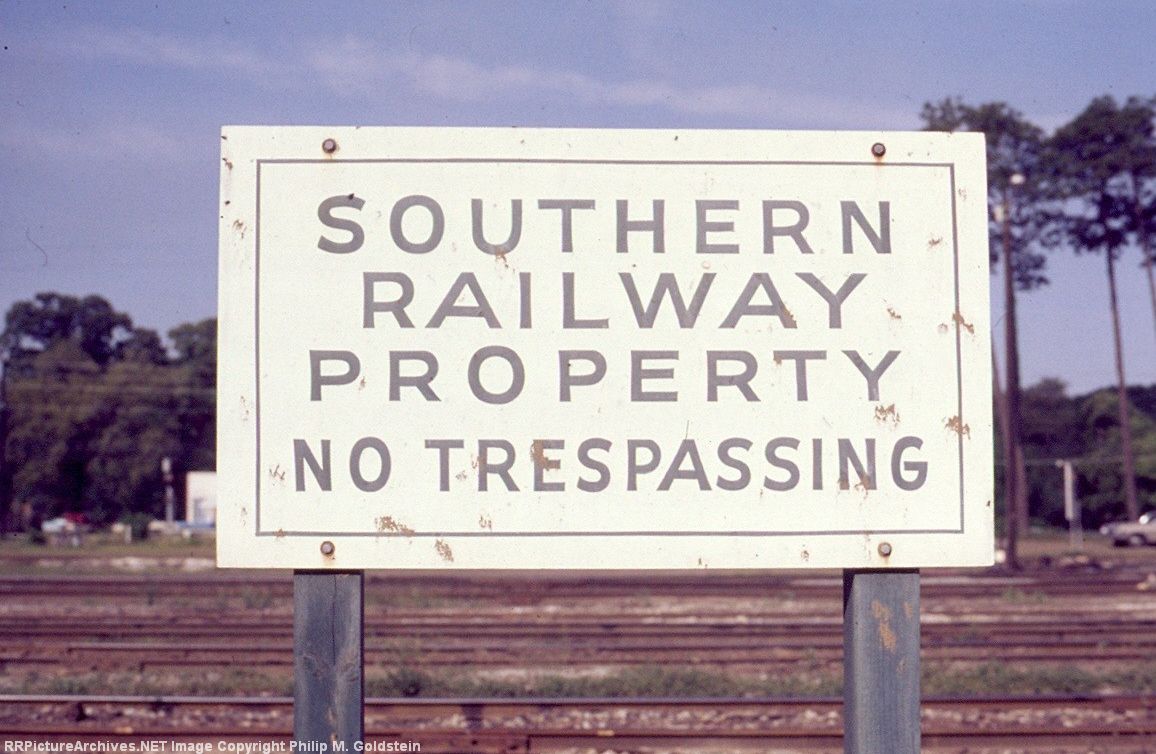 SOUTHERN
RAILWAY
PROPERTY
NO TRESPASSING
RRPictureArchives.NET Image Copyright Philip M. Goldstein